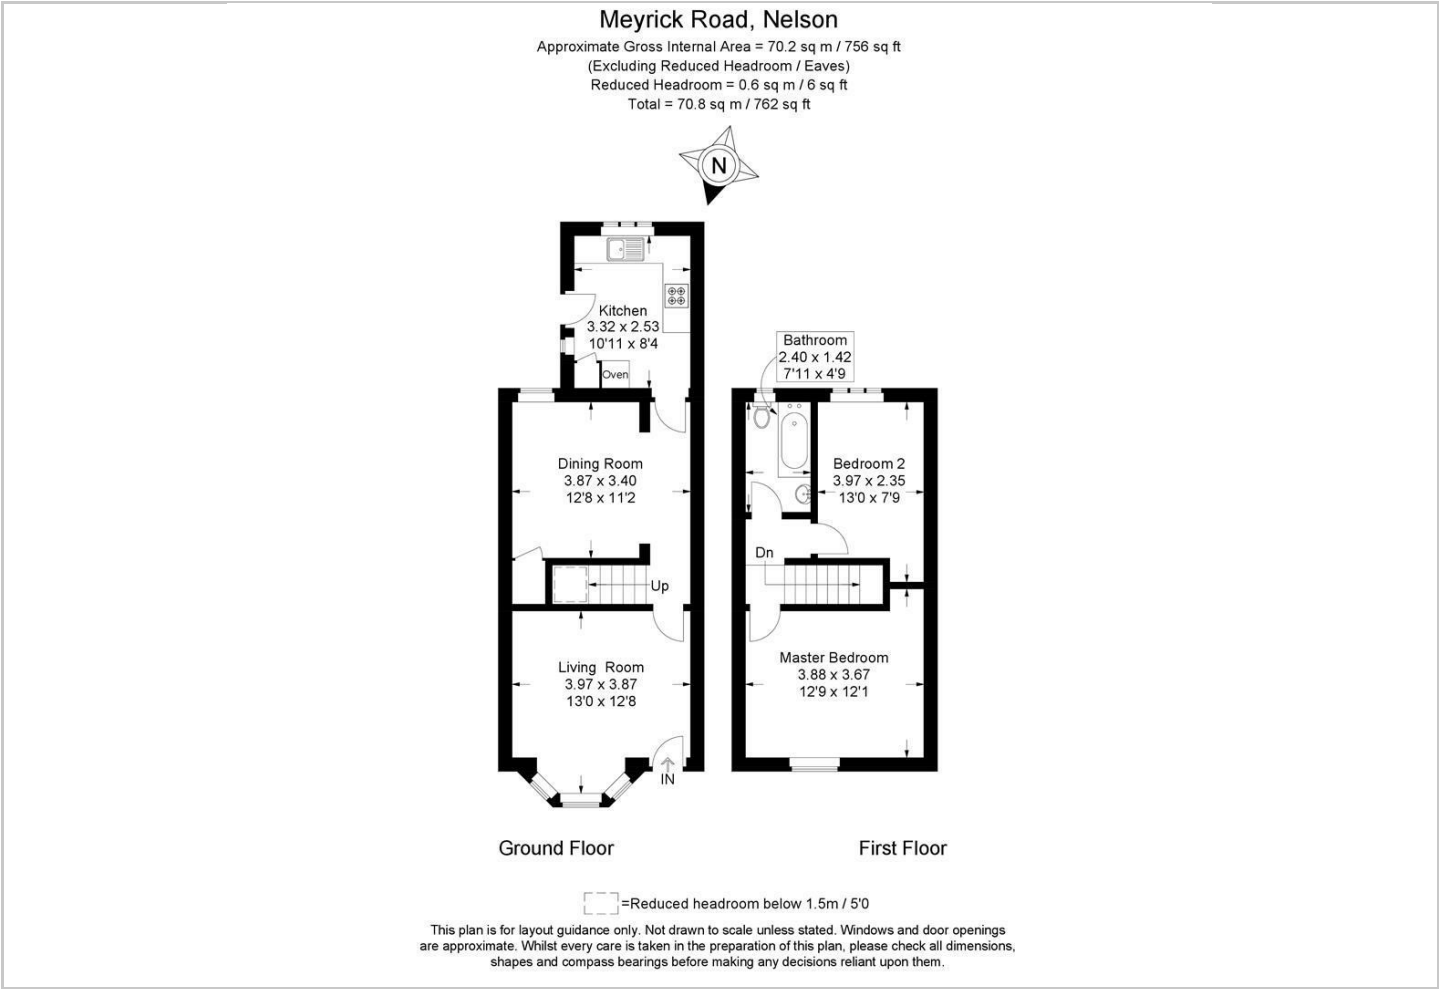 Meyrick Road, Nelson
Approximate Gross Internal Area = 70.2 sq m / 756 sq ft
(Excluding Reduced Headroom / Eaves)
Reduced Headroom = 0.6 sq m / 6 sq ft
Total = 70.8 sq m / 762 sq ft
N
Kitchen
3.32 x 2.53
10'11 x 8'4
Oven
Bathroom
2.40 x 1.42
7'11 x 4'9
Dining Room
3.87 x 3.40
12'8 x 11'2
Bedroom 2
3.97 x 2.35
13'0 x 7'9
Dn
Up
Living Room
3.97 x 3.87
13'0 x 12'8
Master Bedroom
3.88 x 3.67
12'9 x 12'1
IN
Ground Floor
First Floor
=Reduced headroom below 1.5m / 5'0
This plan is for layout guidance only. Not drawn to scale unless stated. Windows and door openings
are approximate. Whilst every care is taken in the preparation of this plan, please check all dimensions,
shapes and compass bearings before making any decisions reliant upon them.